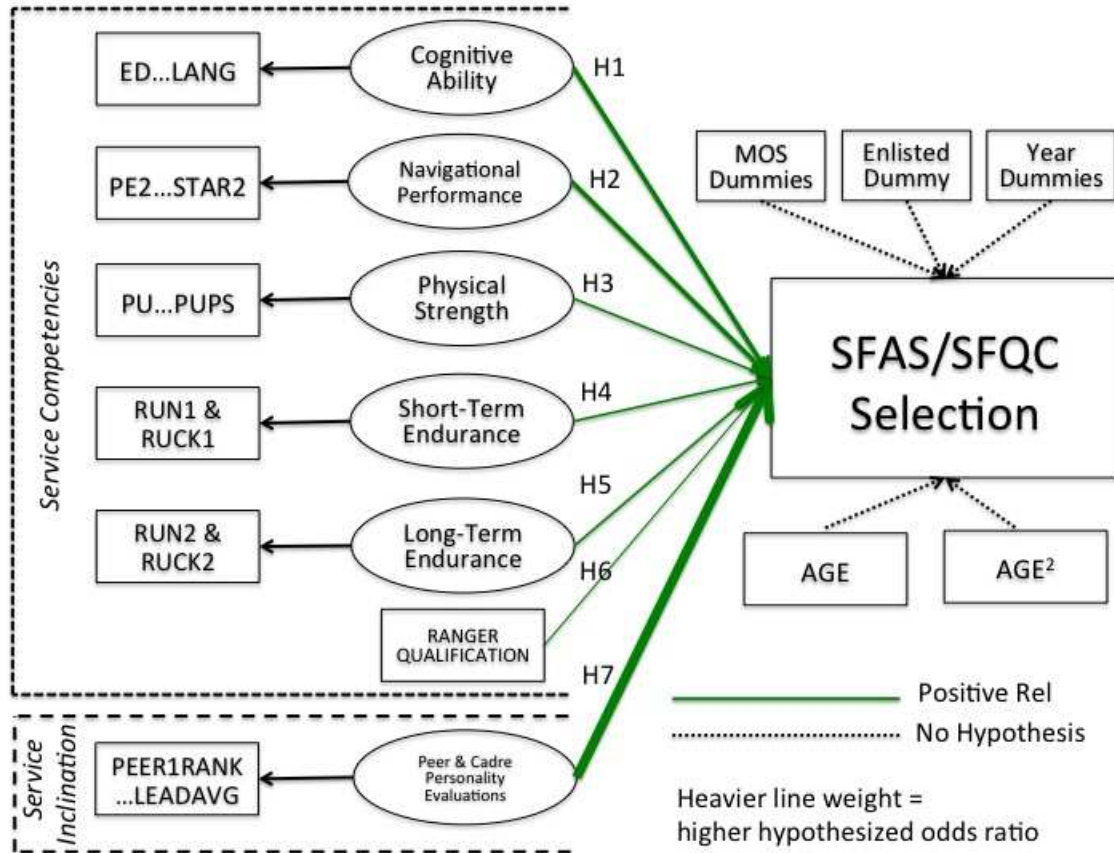 Service Competencies
ED...LANG
Cognitive
Ability
H1
PE2...STAR2
Navigational
Performance
H2
PU...PUPS
Physical
Strength
H3
RUN1 &
RUCK1
Short-Term
Endurance
H4
RUN2 &
RUCK2
Long-Term
Endurance
H5
RANGER
QUALIFICATION
H6
Service
Inclination
PEER1RANK
...LEADAVG
Peer & Cadre
Personality
Evaluations
H7
MOS
Dummies
Enlisted
Dummy
Year
Dummies
SFAS/SFQC
Selection
AGE
AGE²
Positive Rel
No Hypothesis
Heavier line weight =
higher hypothesized odds ratio